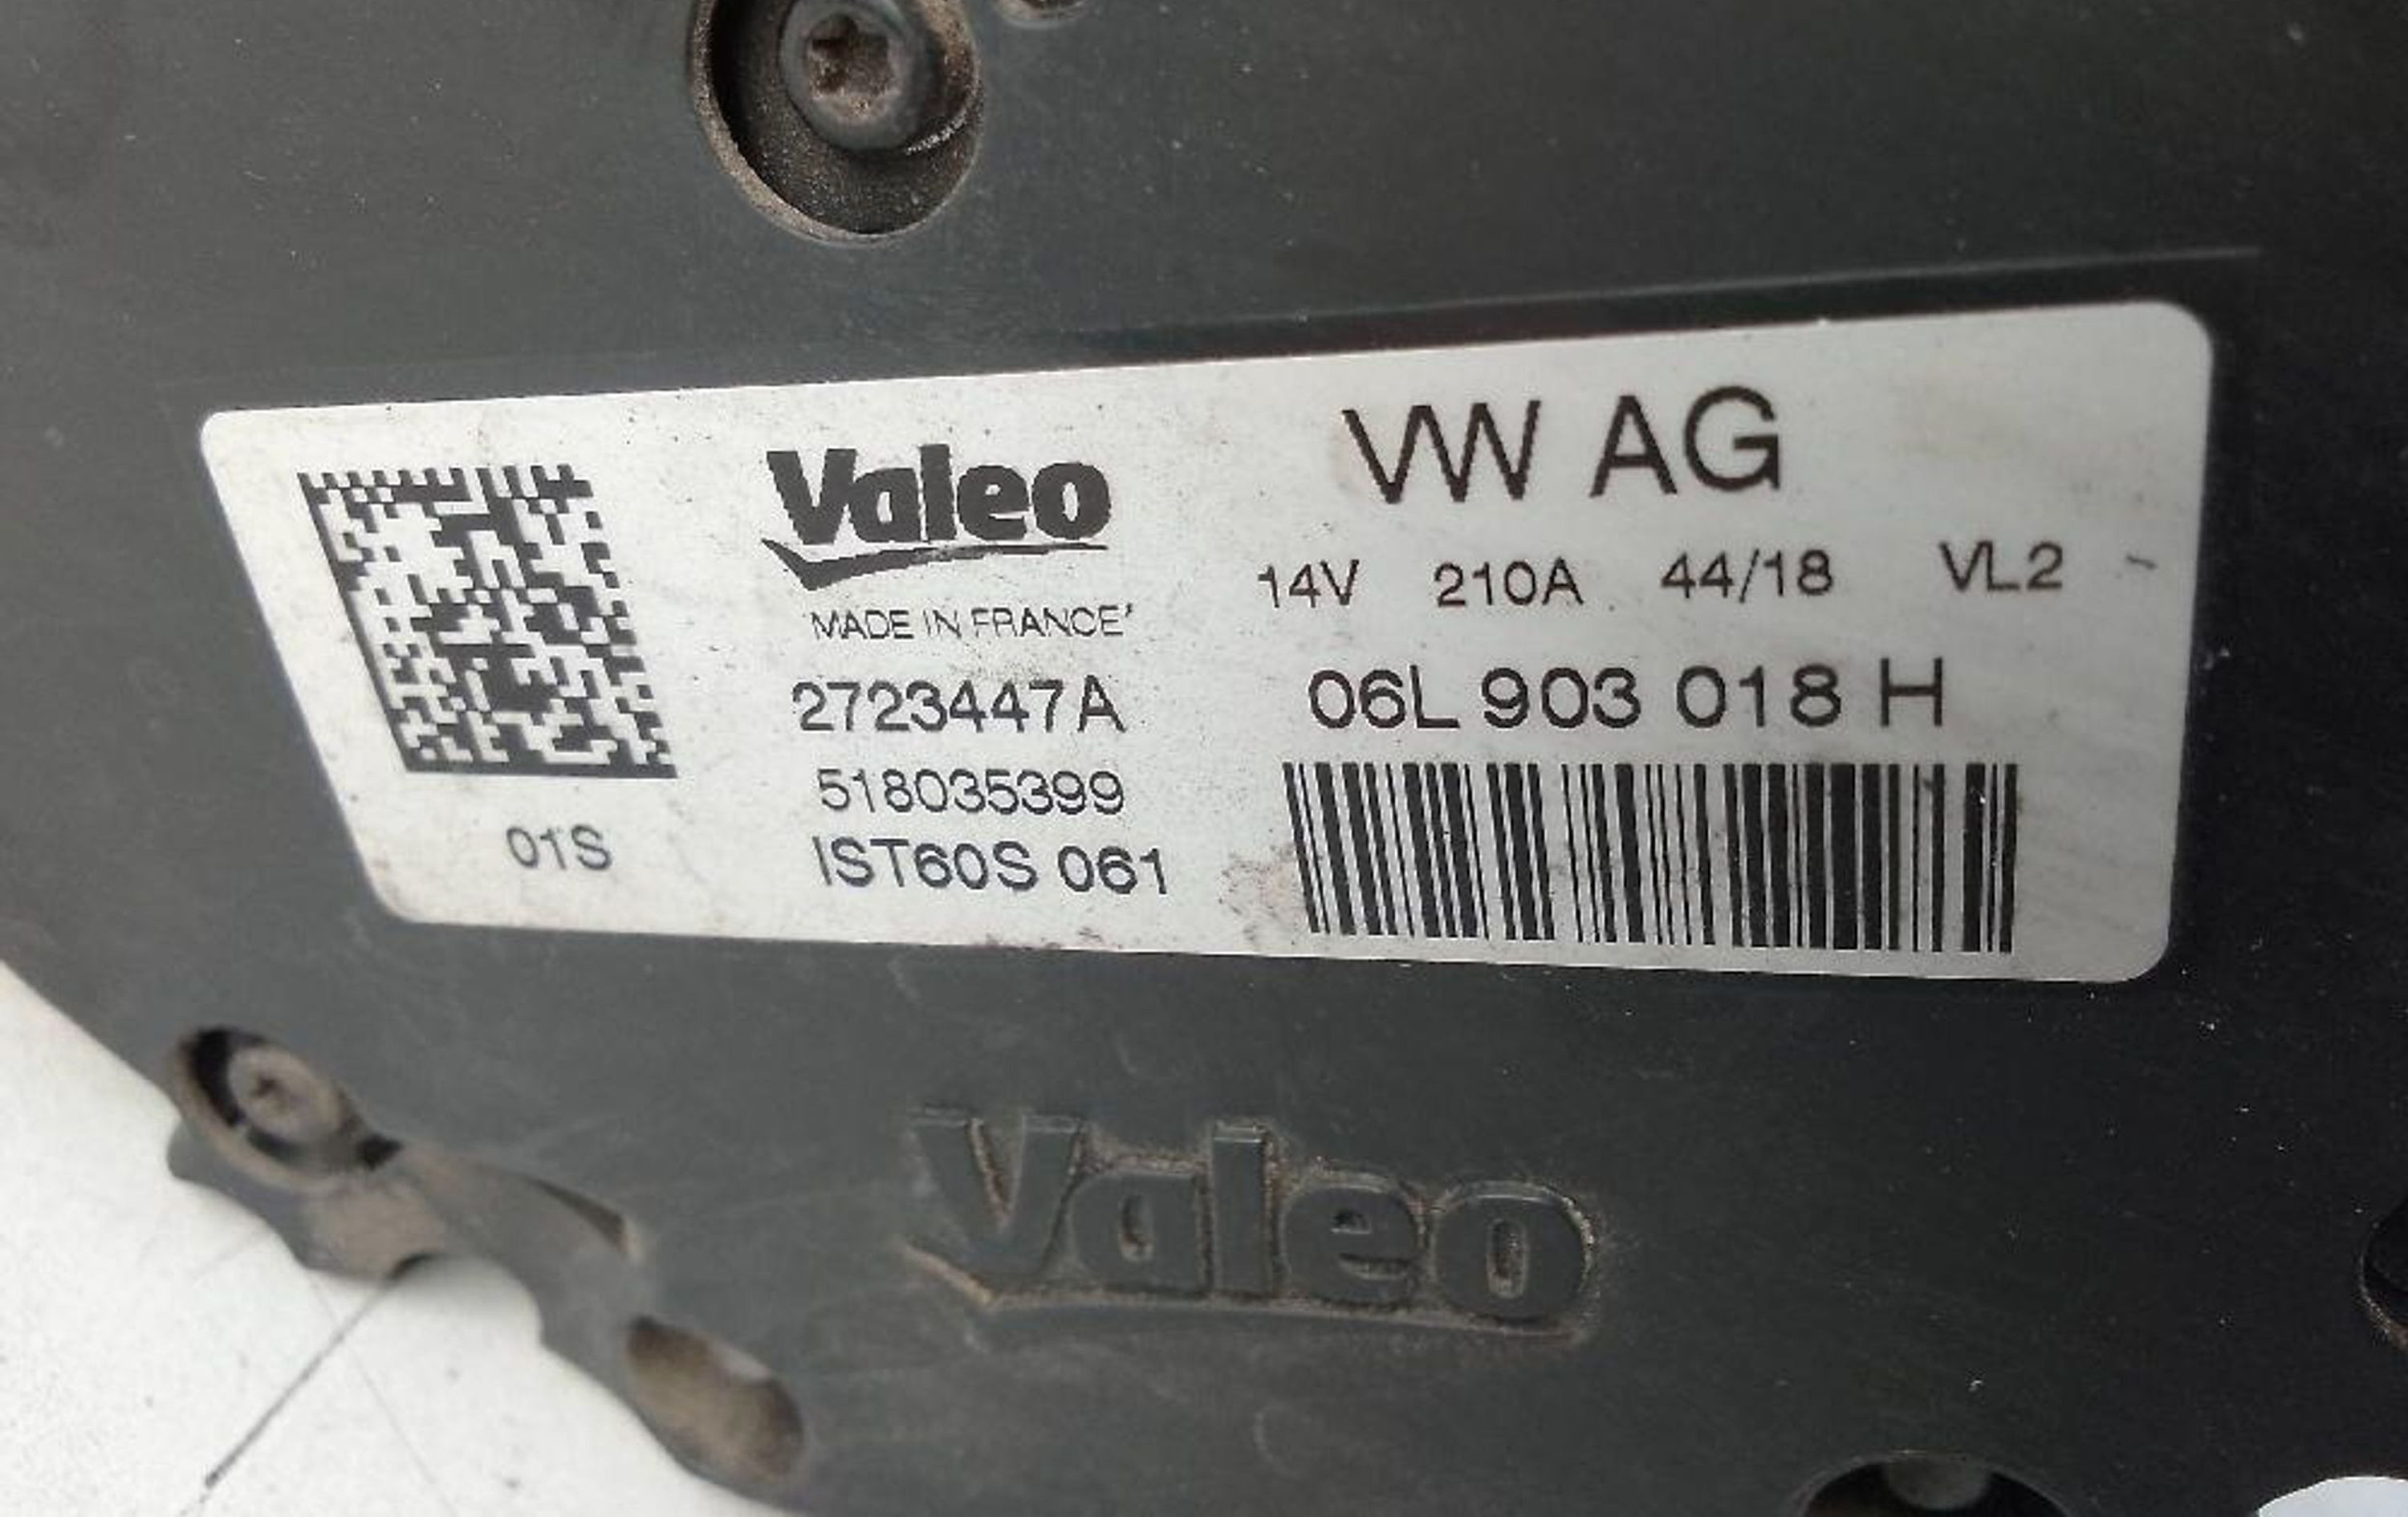 Valeo
'MADE IN FRANCE'
2723447A
518035399
IST60S 061
01S
VW AG
14V 210A 44/18 VL2
06L 903 018 H
Valeo